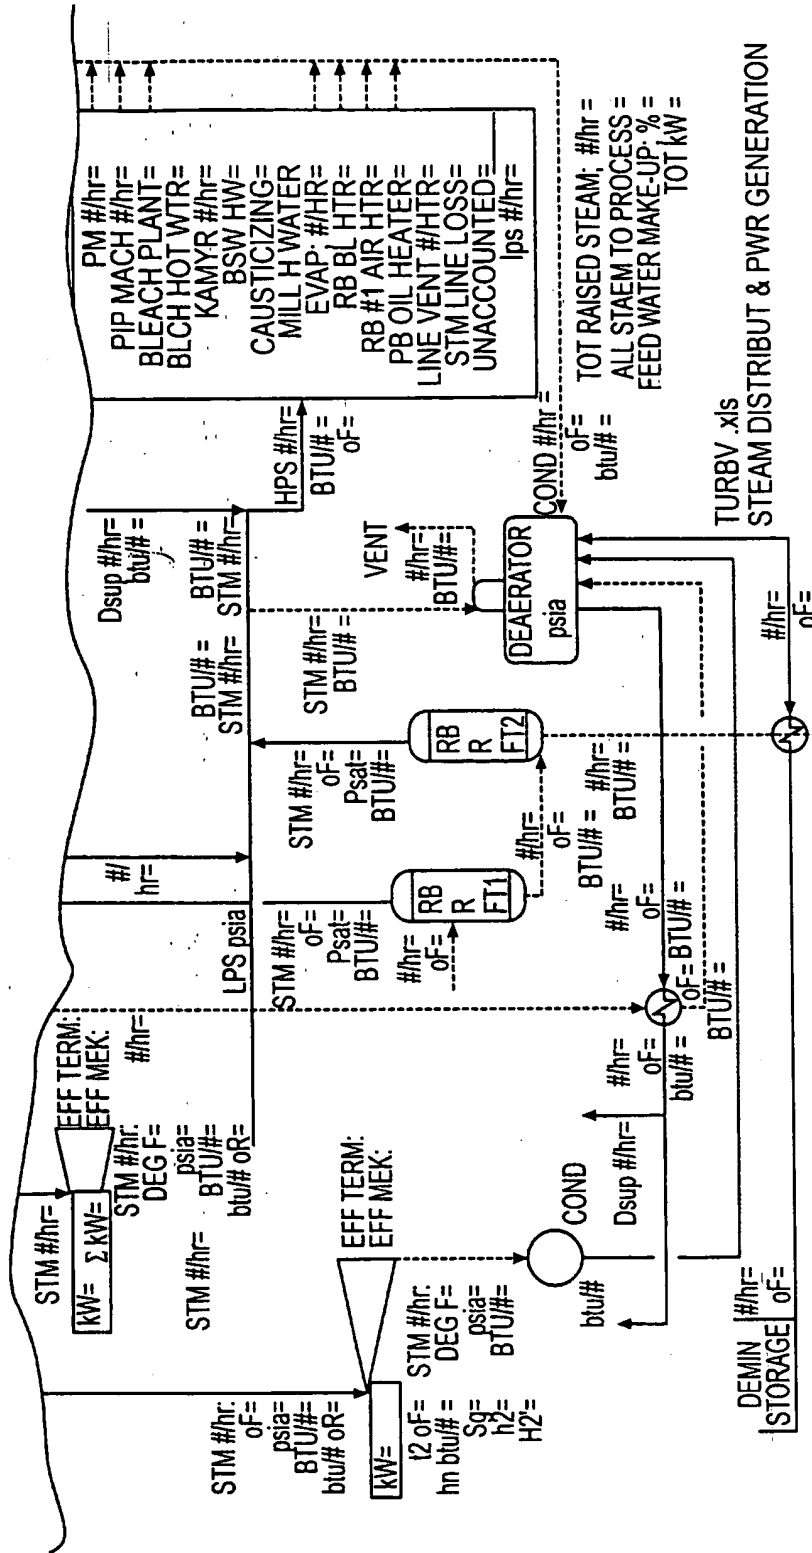 PM #/hr=
PIP MACH #/hr=
BLEACH PLANT=
BLCH HOT WTR=
KAMYR #/hr=
BSW HW=
CAUSTICIZING=
MILL H WATER
EVAP· #/HR=
RB BL HTR=
RB #1 AIR HTR=
PB OIL HEATER=
LINE VENT #/HTR=
STM LINE LOSS=
UNACCOUNTED=
lps #/hr=
TOT RAISED STEAM; #/hr =
ALL STAEM TO PROCESS =
FEED WATER MAKE-UP· % =
TOT kW =
TURBV .xls
STEAM DISTRIBUT & PWR GENERATION
HPS #/hr=
BTU/# =
oF=
Dsup #/hr=
btu/# =
BTU/# =
STM #/hr=
BTU/# =
STM #/hr=
STM #/hr=
BTU/# =
VENT
#/hr=
BTU/#=
COND #/hr=
oF=
btu/# =
DEAERATOR
psia
#/hr=
oF=
STM #/hr=
oF=
Psat=
BTU/#=
RB
R
FT2
#/hr=
BTU/# =
#/
hr=
LPS psia
STM #/hr=
oF=
Psat=
BTU/#=
RB
R
FT1
#/hr=
oF=
#/hr=
oF=
BTU/# =
#/hr=
oF=
BTU/# =
oF=
BTU/# =
#/hr=
oF=
btu/# =
#/hr=
EFF TERM:
EFF MEK:
STM #/hr=
kW= Σ kW=
STM #/hr:
DEG F=
psia=
BTU/#=
btu/# oR=
STM #/hr=
EFF TERM:
EFF MEK:
STM #/hr:
oF=
psia=
BTU/#=
btu/# oR=
kW=
t2 oF=
hn btu/# =
Sg=
h2=
H2'=
STM #/hr:
DEG F=
psia=
BTU/#=
COND
btu/#
Dsup #/hr=
DEMIN
STORAGE
#/hr=
oF=